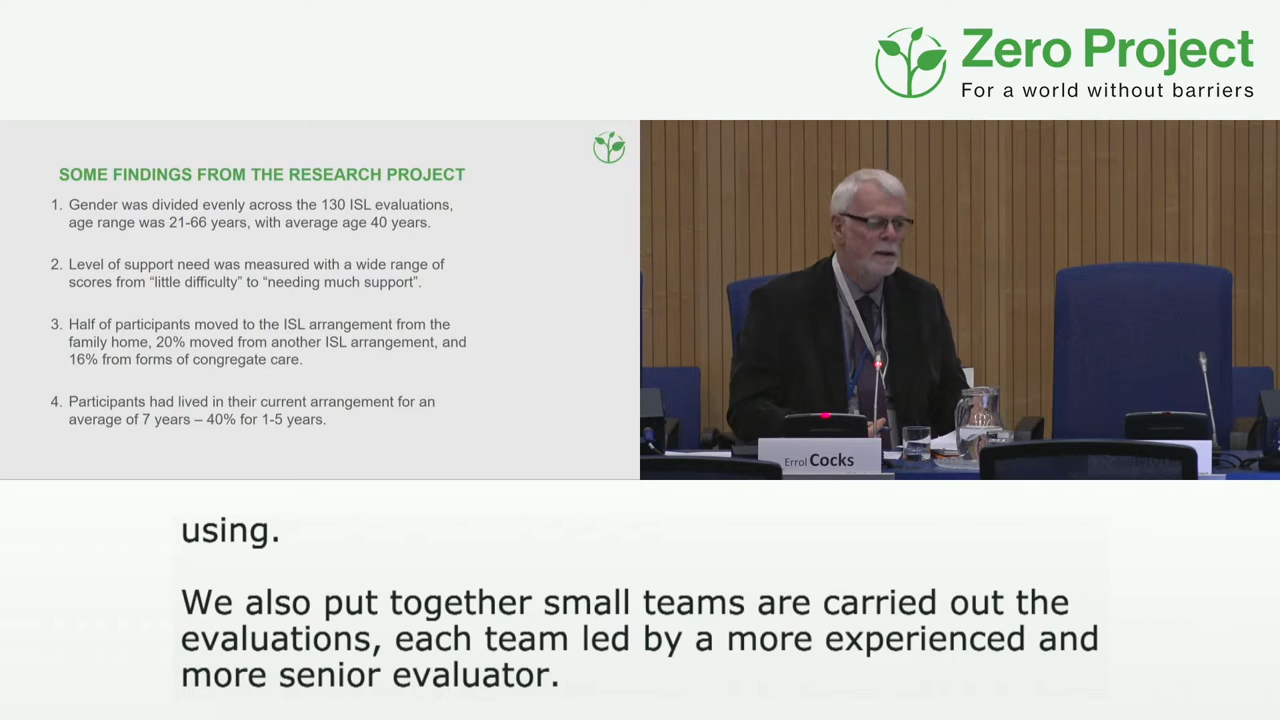 Zero Project
For a world without barriers
SOME FINDINGS FROM THE RESEARCH PROJECT
1. Gender was divided evenly across the 130 ISL evaluations,
age range was 21-66 years, with average age 40 years.
2. Level of support need was measured with a wide range of
scores from “little difficulty” to “needing much support”.
3. Half of participants moved to the ISL arrangement from the
family home, 20% moved from another ISL arrangement, and
16% from forms of congregate care.
4. Participants had lived in their current arrangement for an
average of 7 years – 40% for 1-5 years.
Errol Cocks
using.
We also put together small teams are carried out the
evaluations, each team led by a more experienced and
more senior evaluator.